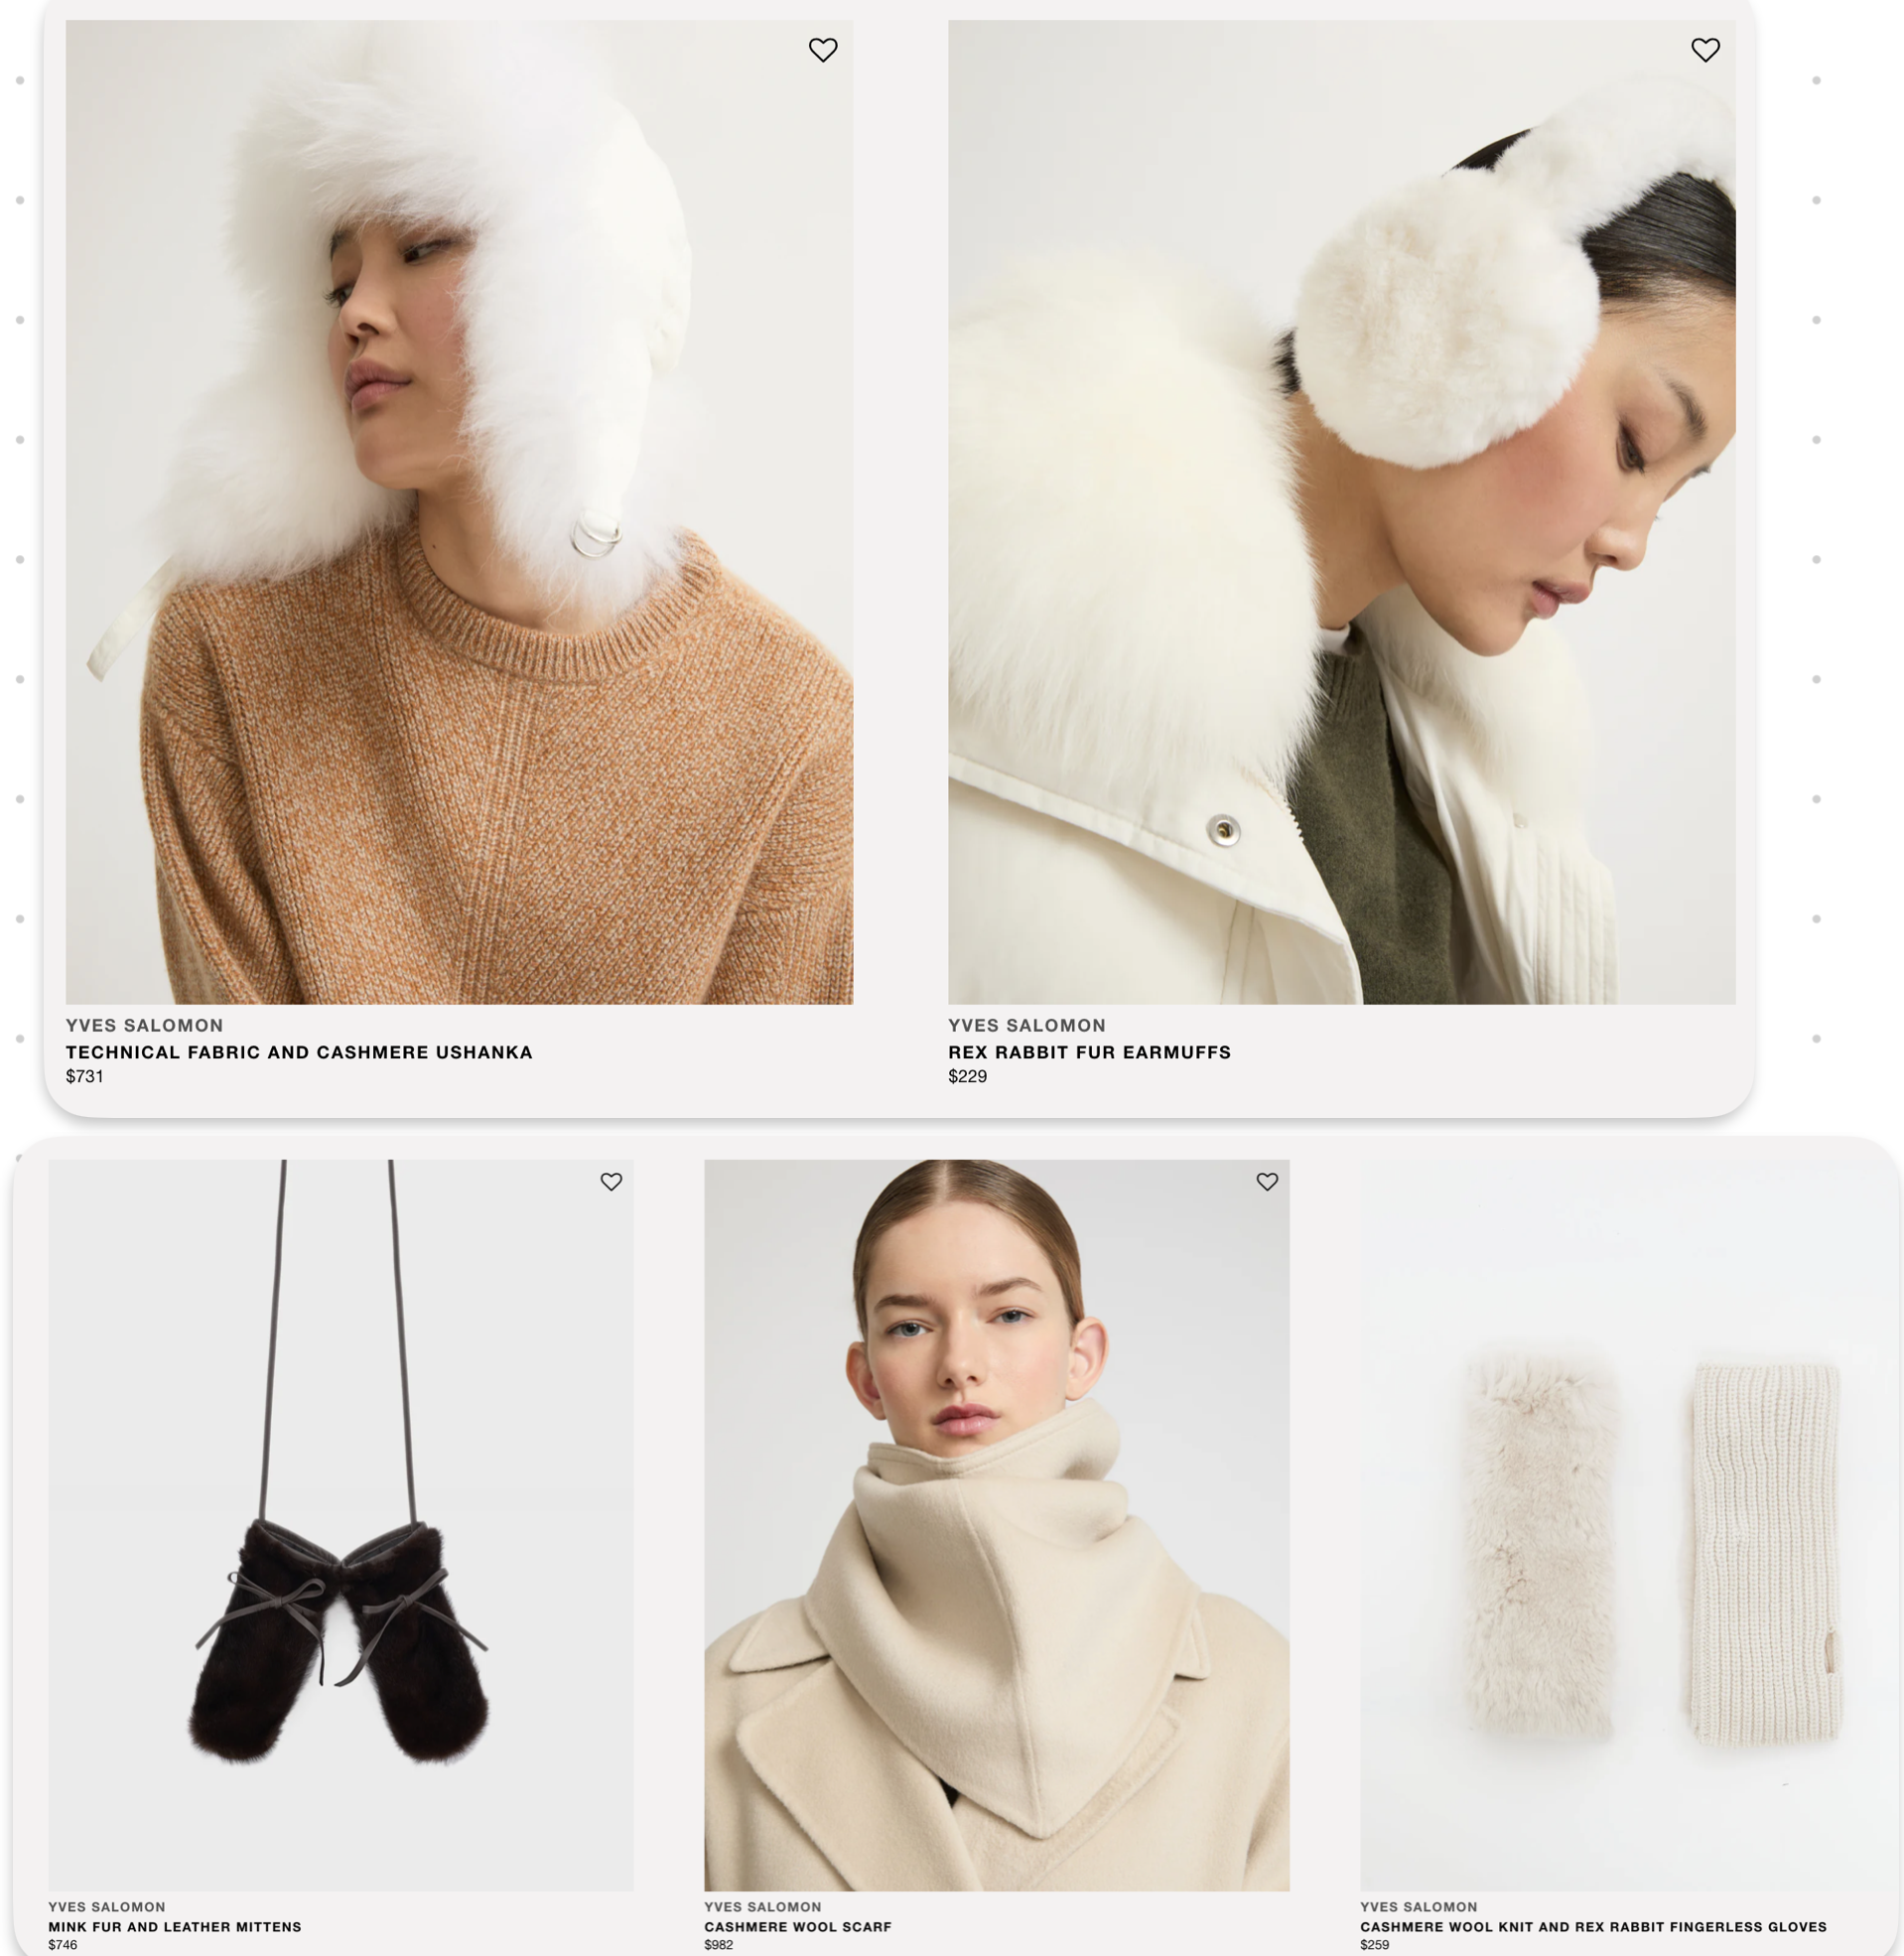 YVES SALOMON
TECHNICAL FABRIC AND CASHMERE USHANKA
$731
YVES SALOMON
REX RABBIT FUR EARMUFFS
$229
YVES SALOMON
MINK FUR AND LEATHER MITTENS
$746
YVES SALOMON
CASHMERE WOOL SCARF
$982
YVES SALOMON
CASHMERE WOOL KNIT AND REX RABBIT FINGERLESS GLOVES
$259